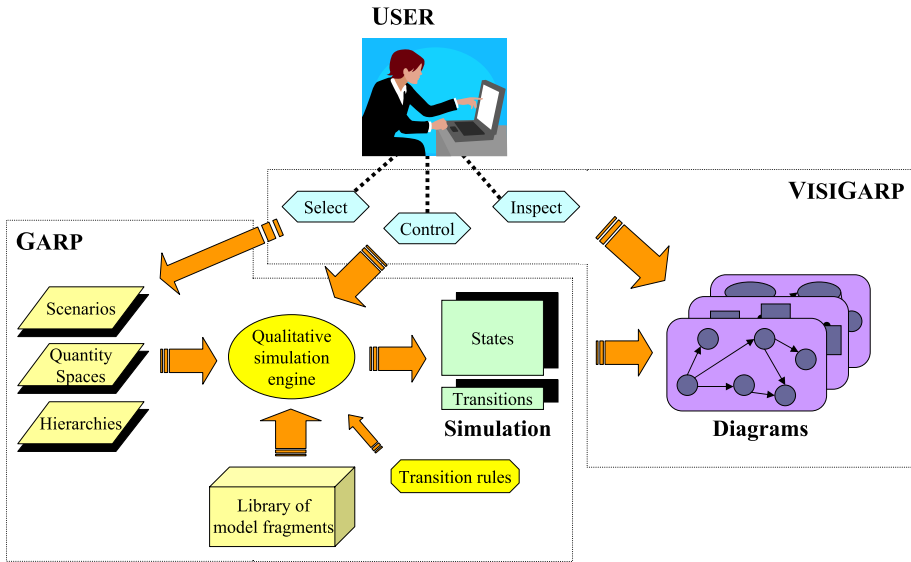 USER
VISIGARP
Select
Inspect
Control
GARP
Scenarios
Quantity
Spaces
Hierarchies
Qualitative
simulation
engine
States
Transitions
Simulation
Diagrams
Transition rules
Library of
model fragments